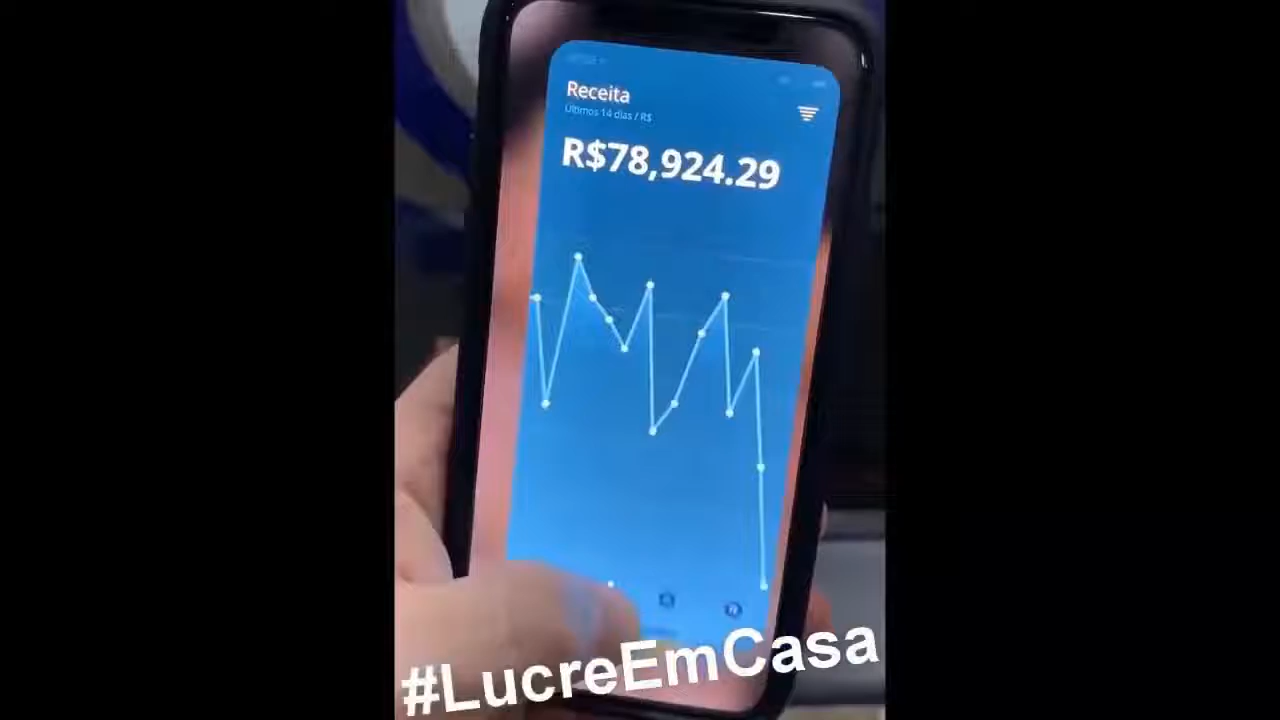 Receita
Últimos 14 dias / R$
R$78,924.29
#LucreEmCasa